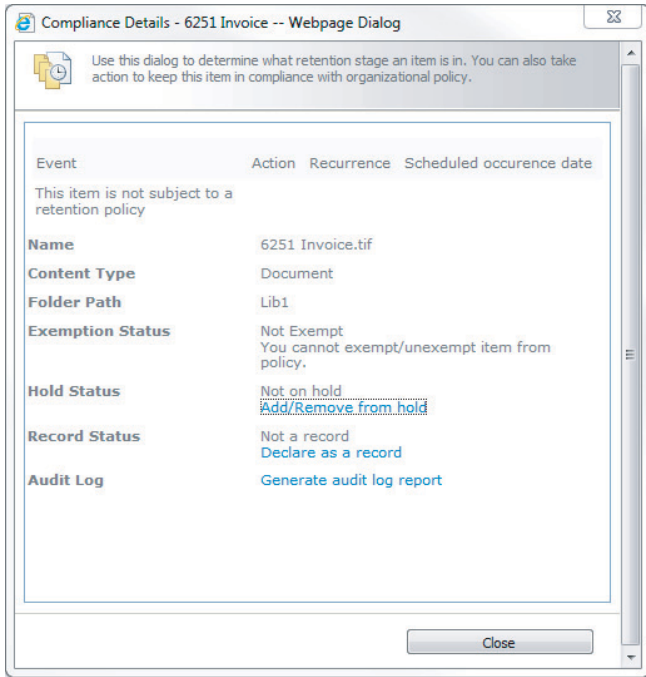 Compliance Details - 6251 Invoice -- Webpage Dialog
Use this dialog to determine what retention stage an item is in. You can also take
action to keep this item in compliance with organizational policy.
Event Action Recurrence Scheduled occurence date
This item is not subject to a
retention policy
Name 6251 Invoice.tif
Content Type Document
Folder Path Lib1
Exemption Status Not Exempt
You cannot exempt/unexempt item from
policy.
Hold Status Not on hold
Add/Remove from hold
Record Status Not a record
Declare as a record
Audit Log Generate audit log report
Close